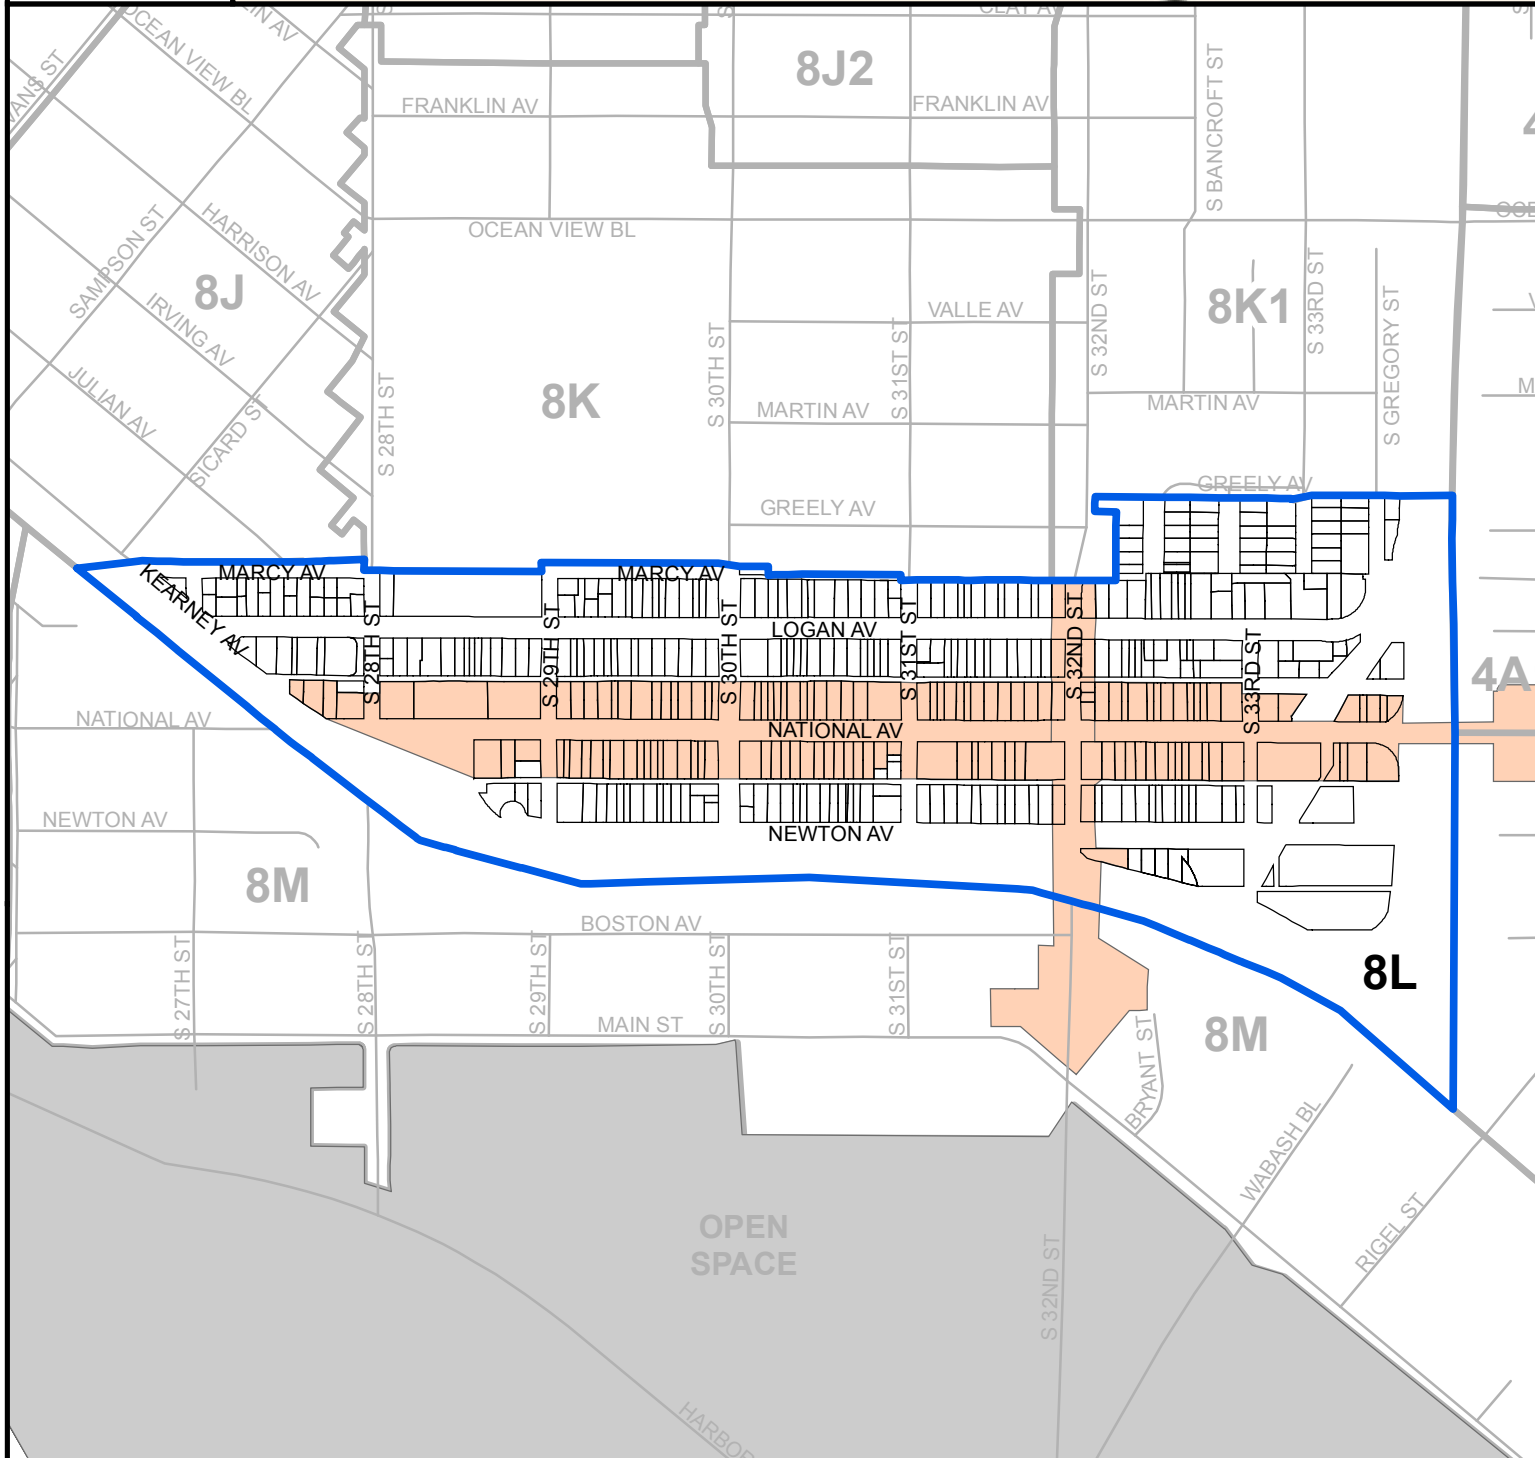 CLAY AV
OCEAN VIEW BL
8J2
FRANKLIN AV
FRANKLIN AV
S BANCROFT ST
SAMPSON ST
HARRISON AV
OCEAN VIEW BL
8J
IRVING AV
JULIAN AV
SICARD ST
S 28TH ST
8K
S 30TH ST
S 31ST ST
VALLE AV
S 32ND ST
8K1
S 33RD ST
S GREGORY ST
MARTIN AV
MARTIN AV
GREELY AV
GREELY AV
MARCY AV
MARCY AV
KEARNEY AV
S 28TH ST
S 29TH ST
S 30TH ST
LOGAN AV
S 31ST ST
S 32ND ST
S 33RD ST
4A
NATIONAL AV
NATIONAL AV
NEWTON AV
NEWTON AV
8M
BOSTON AV
S 27TH ST
S 28TH ST
S 29TH ST
S 30TH ST
S 31ST ST
MAIN ST
8L
8M
BRYANT ST
WABASH BL
RIGEL ST
OPEN
SPACE
S 32ND ST
HARBOR